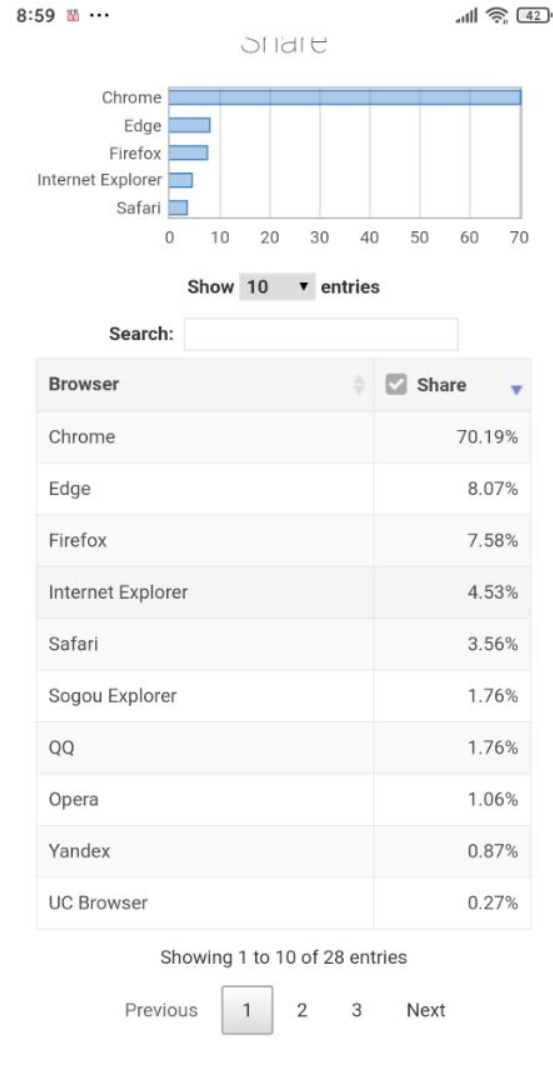 8:59 ... 42
Share
Chrome
Edge
Firefox
Internet Explorer
Safari
0 10 20 30 40 50 60 70
Show 10 ▼ entries
Search:
Browser Share
Chrome 70.19%
Edge 8.07%
Firefox 7.58%
Internet Explorer 4.53%
Safari 3.56%
Sogou Explorer 1.76%
QQ 1.76%
Opera 1.06%
Yandex 0.87%
UC Browser 0.27%
Showing 1 to 10 of 28 entries
Previous 1 2 3 Next